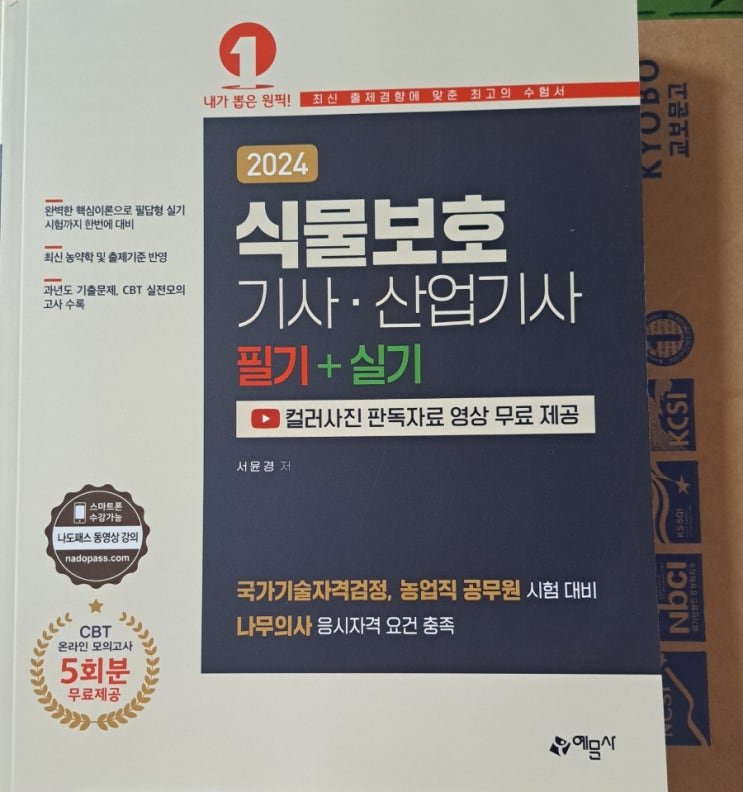 1
내가 뽑은 원픽!
최신 출제경향에 맞춘 최고의 수험서
2024
식물보호
기사·산업기사
필기+실기
컬러사진 판독자료 영상 무료 제공
서윤경 저
완벽한 핵심이론으로 필답형 실기
시험까지 한번에 대비
최신 농약학 및 출제기준 반영
과년도 기출문제, CBT 실전모의
고사 수록
스마트폰
수강가능
나도패스 동영상 강의
nadopass.com
CBT
온라인 모의고사
5회분
무료제공
국가기술자격검정, 농업직 공무원 시험 대비
나무의사 응시자격 요건 충족
예문사
KYOBO
교보문고
KCSI
KS-SQI
NBCI
NCSI